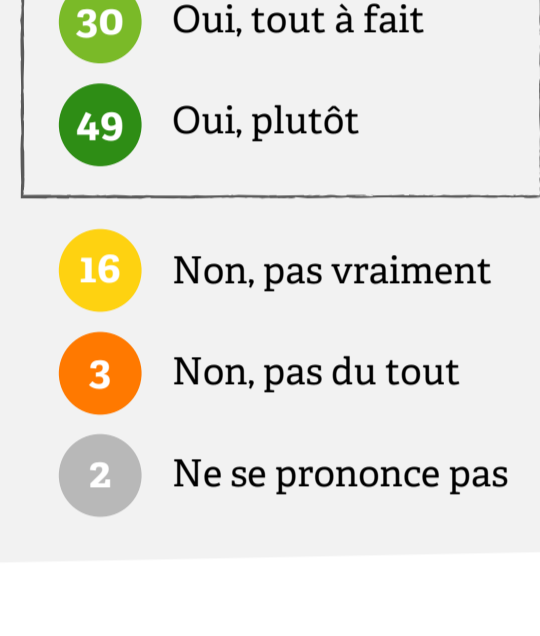 30 Oui, tout à fait
49 Oui, plutôt
16 Non, pas vraiment
3 Non, pas du tout
2 Ne se prononce pas